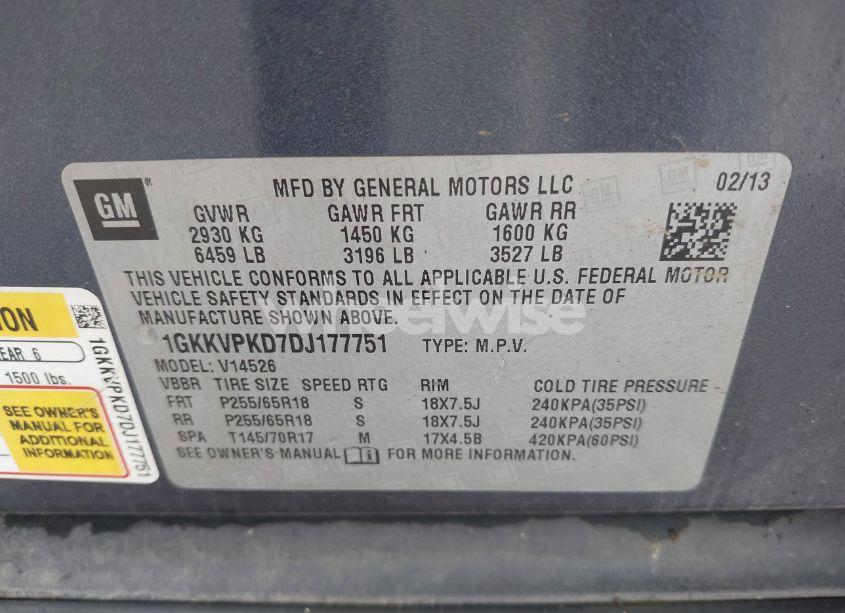 GM ®
MFD BY GENERAL MOTORS LLC 02/13
GVWR GAWR FRT GAWR RR
2930 KG 1450 KG 1600 KG
6459 LB 3196 LB 3527 LB
THIS VEHICLE CONFORMS TO ALL APPLICABLE U.S. FEDERAL MOTOR
VEHICLE SAFETY STANDARDS IN EFFECT ON THE DATE OF
MANUFACTURE SHOWN ABOVE.
1GKKVPKD7DJ177751 TYPE: M.P.V.
MODEL: V14526
VBBR TIRE SIZE SPEED RTG RIM COLD TIRE PRESSURE
FRT P255/65R18 S 18X7.5J 240KPA(35PSI)
RR P255/65R18 S 18X7.5J 240KPA(35PSI)
SPA T145/70R17 M 17X4.5B 420KPA(60PSI)
SEE OWNER'S MANUAL FOR MORE INFORMATION.
ION
EAR 6
1500 lbs.
SEE OWNER'S
MANUAL FOR
ADDITIONAL
INFORMATION
1GKKVPKD7DJ177751